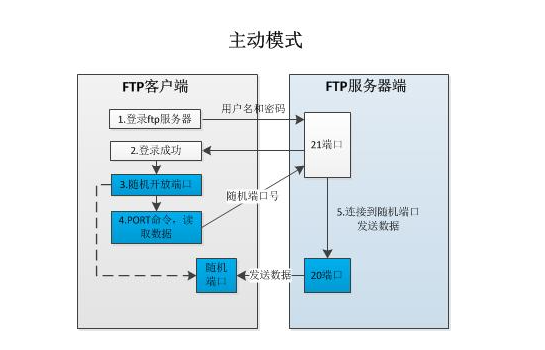 主动模式
FTP客户端
FTP服务器端
1.登录ftp服务器
用户名和密码
21端口
2.登录成功
3.随机开放端口
随机端口号
4.PORT命令，读
取数据
5.连接到随机端口
发送数据
随机
端口
发送数据
20端口